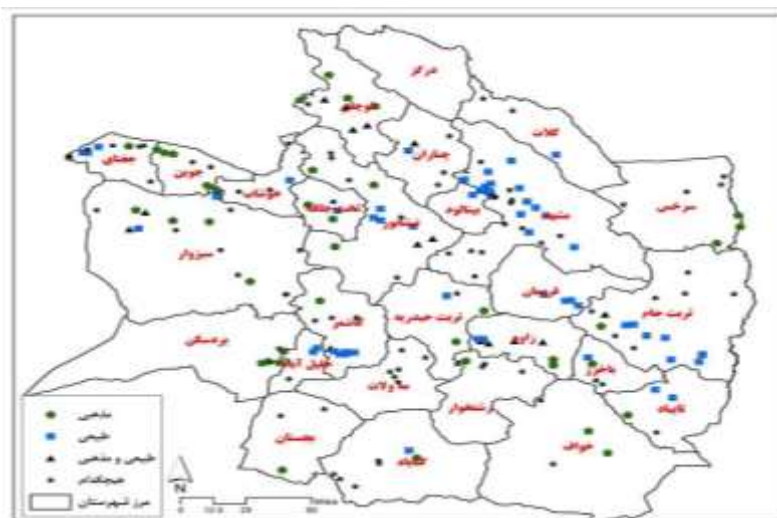 درگز
قوچان
کلات
چناران
جغتای
جوین
خوشاب
بینالود
مشهد
سرخس
نیشابور
سبزوار
فریمان
تربت جام
تربت حیدریه
کاشمر
زاوه
بردسکن
خلیل آباد
باخرز
مه ولات
رشتخوار
تایباد
بجستان
گناباد
خواف
مذهبی
طبیعی
طبیعی و مذهبی
هیچکدام
مرز شهرستان
N